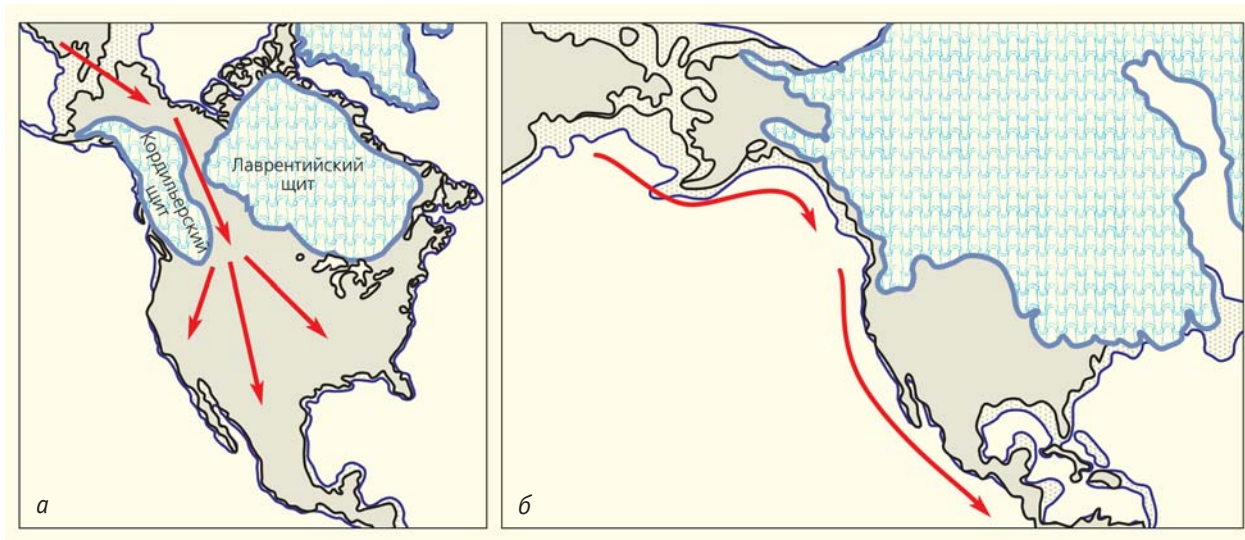 Кордильерский
щит
Лаврентийский
щит
а
б